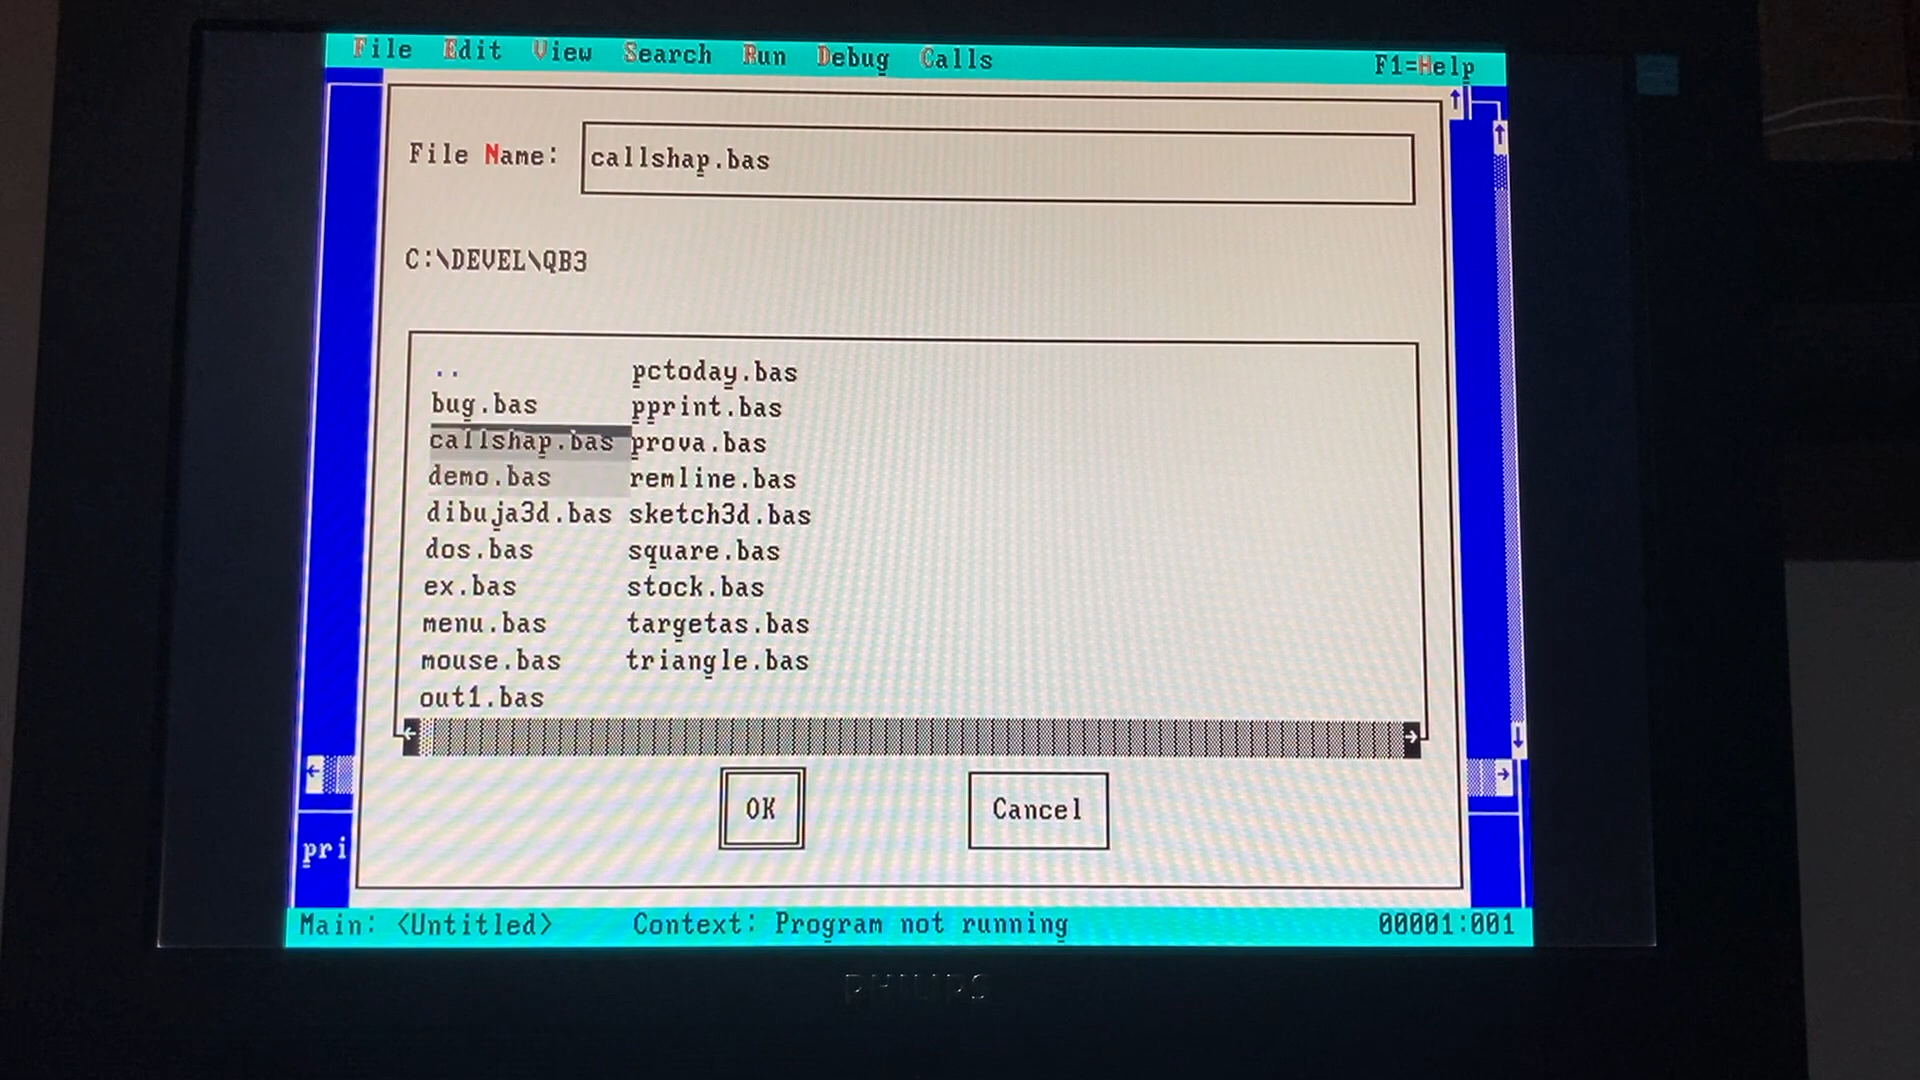 File Edit View Search Run Debug Calls F1=Help
File Name: callshap.bas
C:\DEVEL\QB3
.. pctoday.bas
bug.bas pprint.bas
callshap.bas prova.bas
demo.bas remline.bas
dibuja3d.bas sketch3d.bas
dos.bas square.bas
ex.bas stock.bas
menu.bas targetas.bas
mouse.bas triangle.bas
out1.bas
OK Cancel
pri
Main: <Untitled> Context: Program not running 00001:001
PHILIPS